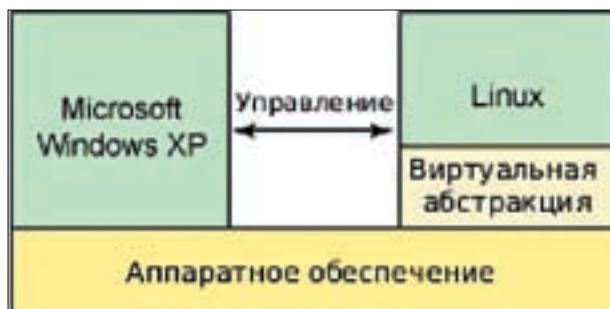 Microsoft
Windows XP
Управление
Linux
Виртуальная
абстракция
Аппаратное обеспечение